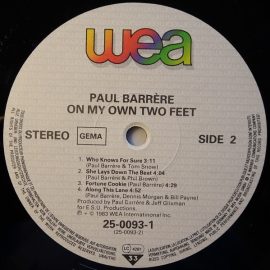 wea
PAUL BARRÈRE
ON MY OWN TWO FEET
STEREO
GEMA
SIDE 2
1. Who Knows For Sure 3:11
(Paul Barrère & Tom Snow)
2. She Lays Down The Beat 4:04
(Paul Barrère & Phil Brown)
3. Fortune Cookie (Paul Barrère) 4:29
4. Along This Lane 4:52
(Paul Barrère, Dennis Morgan & Bill Payne)
Produced by Paul Barrère & Jeff Glixman
for E.S.U. Productions.
℗ + © 1983 WEA International Inc.
25-0093-1
(25-0093-2)
LC 4281
33